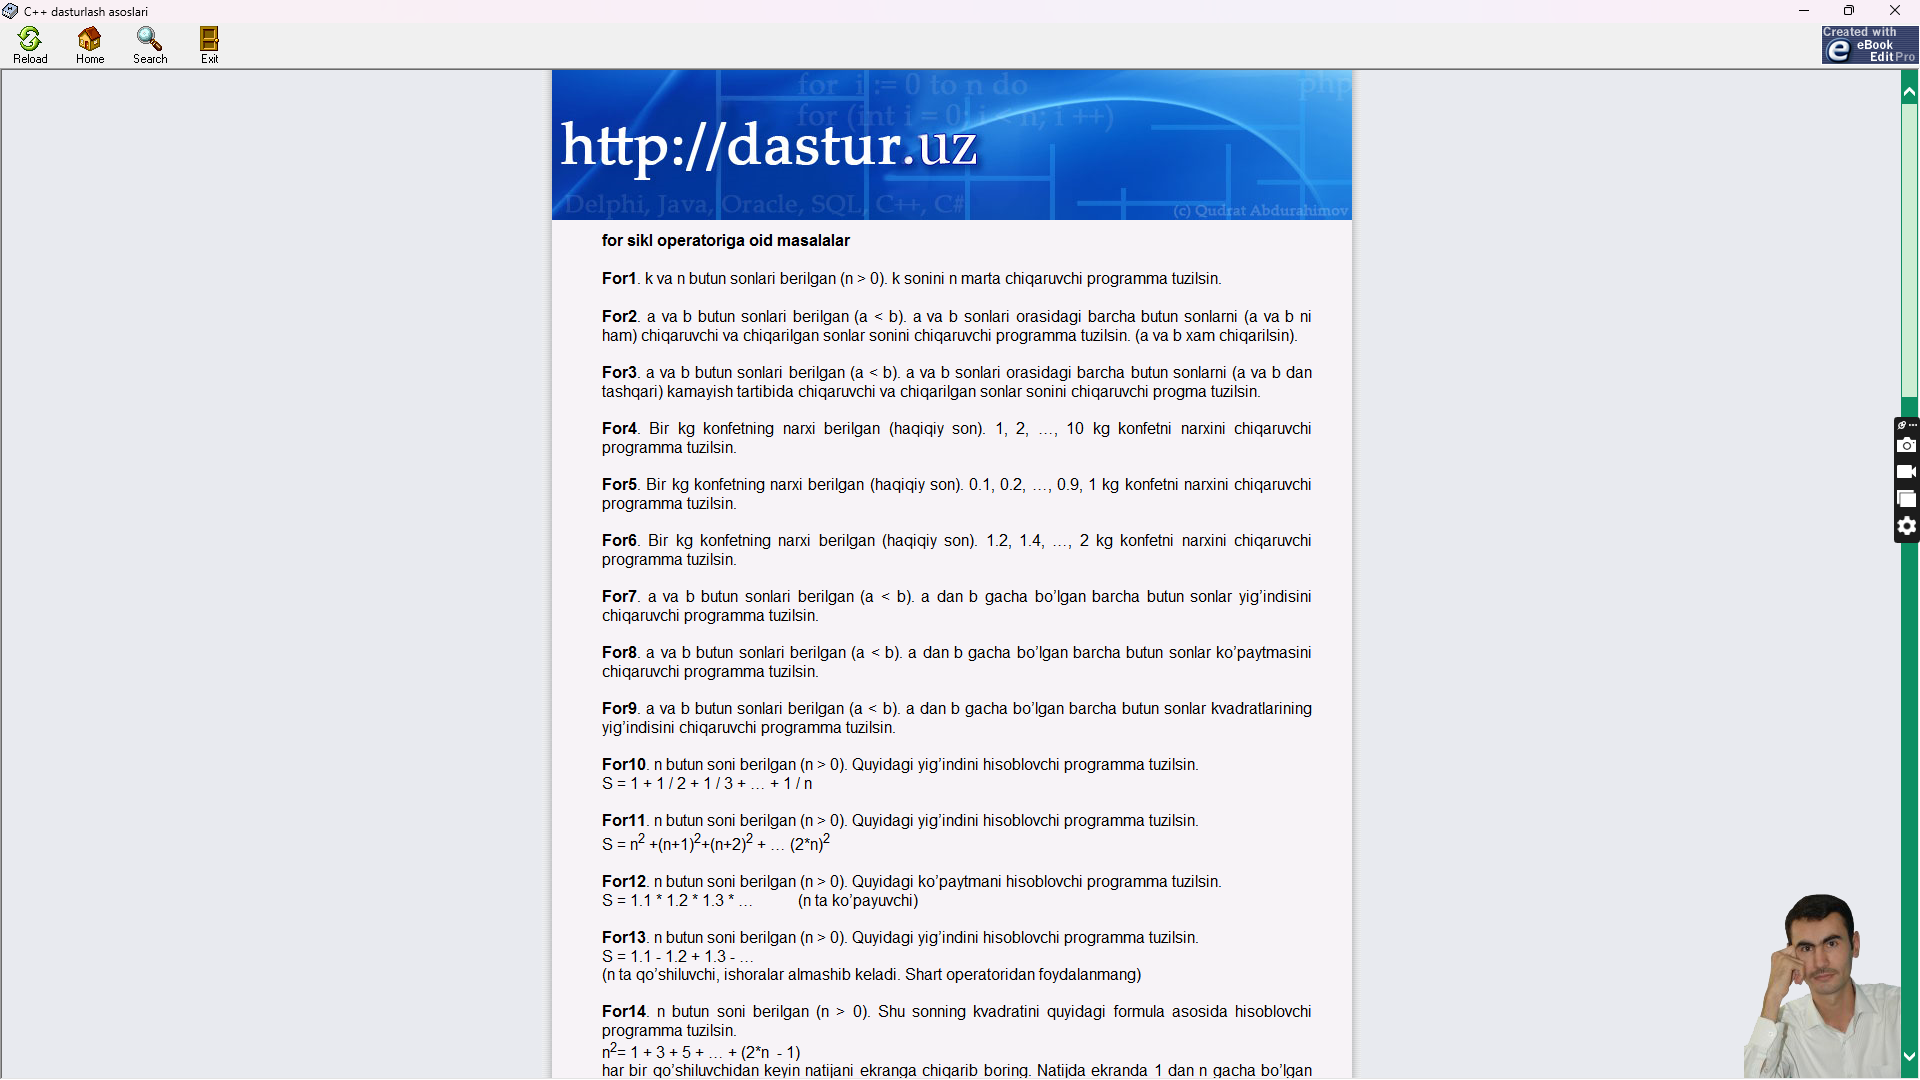 C++ dasturlash asoslari
Reload Home Search Exit
Created with
eBook
Edit Pro
for i := 0 to n do
php
for (int i = 0; i < n; i ++)
http://dastur.uz
Delphi, Java, Oracle, SQL, C++, C#
(c) Qudrat Abdurahimov
for sikl operatoriga oid masalalar
For1. k va n butun sonlari berilgan (n > 0). k sonini n marta chiqaruvchi programma tuzilsin.
For2. a va b butun sonlari berilgan (a < b). a va b sonlari orasidagi barcha butun sonlarni (a va b ni
ham) chiqaruvchi va chiqarilgan sonlar sonini chiqaruvchi programma tuzilsin. (a va b xam chiqarilsin).
For3. a va b butun sonlari berilgan (a < b). a va b sonlari orasidagi barcha butun sonlarni (a va b dan
tashqari) kamayish tartibida chiqaruvchi va chiqarilgan sonlar sonini chiqaruvchi progma tuzilsin.
For4. Bir kg konfetning narxi berilgan (haqiqiy son). 1, 2, …, 10 kg konfetni narxini chiqaruvchi
programma tuzilsin.
For5. Bir kg konfetning narxi berilgan (haqiqiy son). 0.1, 0.2, …, 0.9, 1 kg konfetni narxini chiqaruvchi
programma tuzilsin.
For6. Bir kg konfetning narxi berilgan (haqiqiy son). 1.2, 1.4, …, 2 kg konfetni narxini chiqaruvchi
programma tuzilsin.
For7. a va b butun sonlari berilgan (a < b). a dan b gacha bo’lgan barcha butun sonlar yig’indisini
chiqaruvchi programma tuzilsin.
For8. a va b butun sonlari berilgan (a < b). a dan b gacha bo’lgan barcha butun sonlar ko’paytmasini
chiqaruvchi programma tuzilsin.
For9. a va b butun sonlari berilgan (a < b). a dan b gacha bo’lgan barcha butun sonlar kvadratlarining
yig’indisini chiqaruvchi programma tuzilsin.
For10. n butun soni berilgan (n > 0). Quyidagi yig’indini hisoblovchi programma tuzilsin.
S = 1 + 1 / 2 + 1 / 3 + … + 1 / n
For11. n butun soni berilgan (n > 0). Quyidagi yig’indini hisoblovchi programma tuzilsin.
S = n² +(n+1)²+(n+2)² + … (2*n)²
For12. n butun soni berilgan (n > 0). Quyidagi ko’paytmani hisoblovchi programma tuzilsin.
S = 1.1 * 1.2 * 1.3 * … (n ta ko’payuvchi)
For13. n butun soni berilgan (n > 0). Quyidagi yig’indini hisoblovchi programma tuzilsin.
S = 1.1 - 1.2 + 1.3 - …
(n ta qo’shiluvchi, ishoralar almashib keladi. Shart operatoridan foydalanmang)
For14. n butun soni berilgan (n > 0). Shu sonning kvadratini quyidagi formula asosida hisoblovchi
programma tuzilsin.
n²= 1 + 3 + 5 + … + (2*n - 1)
har bir qo’shiluvchidan keyin natijani ekranga chiqarib boring. Natijda ekranda 1 dan n gacha bo’lgan